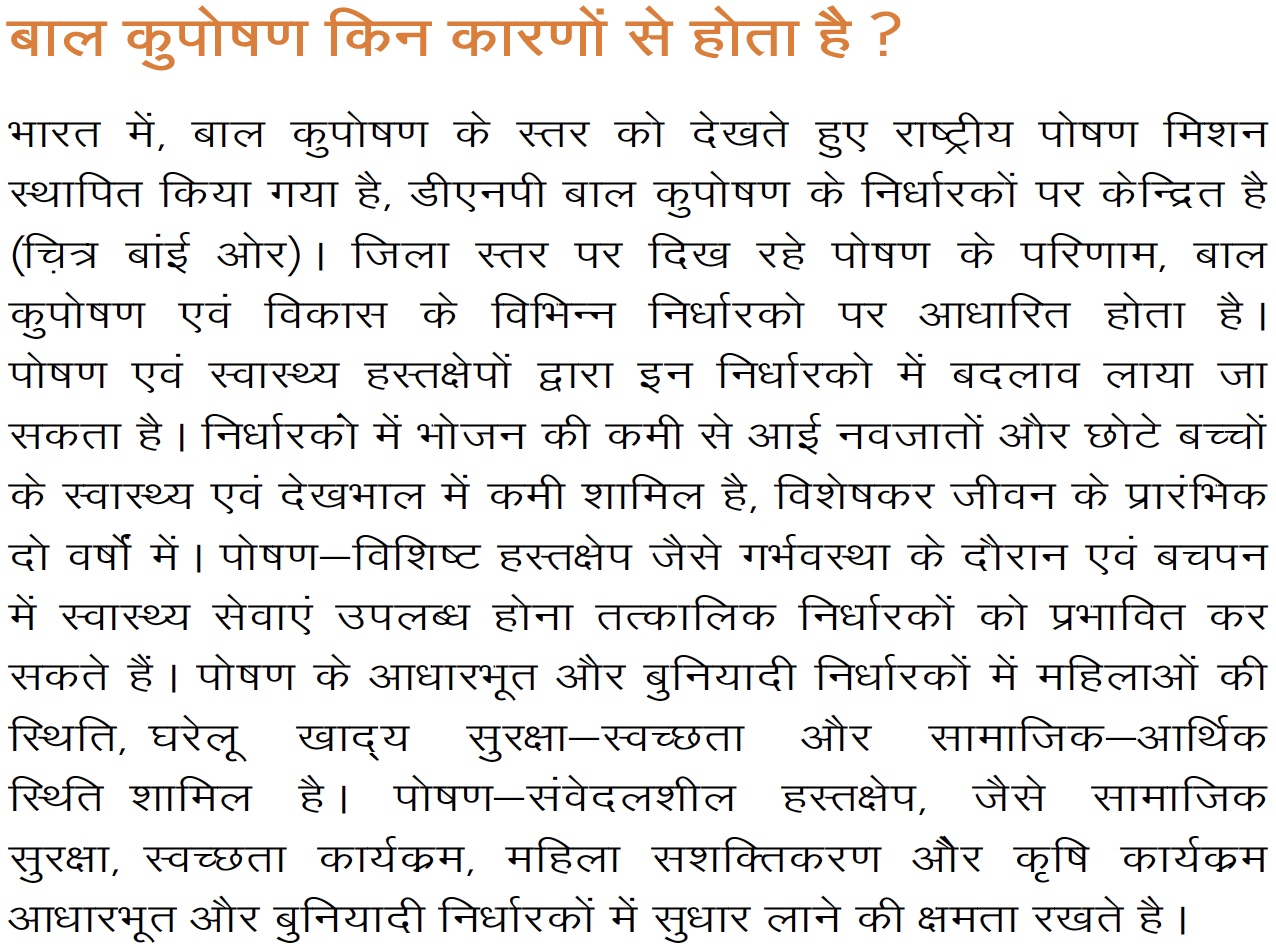 बाल कुपोषण किन कारणों से होता है ?
भारत में, बाल कुपोषण के स्तर को देखते हुए राष्ट्रीय पोषण मिशन
स्थापित किया गया है, डीएनपी बाल कुपोषण के निर्धारकों पर केन्द्रित है
(चि़त्र बांई ओर)। जिला स्तर पर दिख रहे पोषण के परिणाम, बाल
कुपोषण एवं विकास के विभिन्न निर्धारको पर आधारित होता है।
पोषण एवं स्वास्थ्य हस्तक्षेपों द्वारा इन निर्धारको में बदलाव लाया जा
सकता है। निर्धारकोे में भोजन की कमी से आई नवजातों और छोटे बच्चों
के स्वास्थ्य एवं देखभाल में कमी शामिल है, विशेषकर जीवन के प्रारंभिक
दो वर्षों में। पोषण–विशिष्ट हस्तक्षेप जैसे गर्भवस्था के दौरान एवं बचपन
में स्वास्थ्य सेवाएं उपलब्ध होना तत्कालिक निर्धारकों को प्रभावित कर
सकते हैं। पोषण के आधारभूत और बुनियादी निर्धारकों में महिलाओं की
स्थिति, घरेलू खाद्य सुरक्षा–स्वच्छता और सामाजिक–आर्थिक
स्थिति शामिल है। पोषण–संवेदलशील हस्तक्षेप, जैसे सामाजिक
सुरक्षा, स्वच्छता कार्यक्रम, महिला सशक्तिकरण औेर कृषि कार्यक्रम
आधारभूत और बुनियादी निर्धारकों में सुधार लाने की क्षमता रखते है।